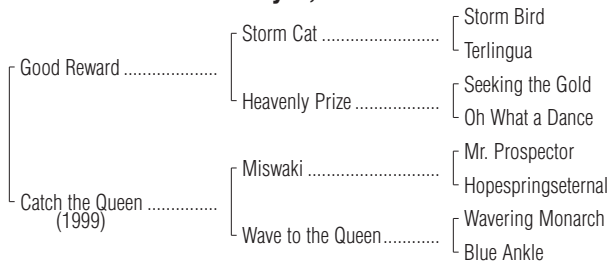 Storm Bird
Storm Cat ........................
Terlingua
Good Reward ....................
Seeking the Gold
Heavenly Prize ..................
Oh What a Dance
Mr. Prospector
Miswaki ............................
Hopespringseternal
Catch the Queen ...............
(1999)
Wavering Monarch
Wave to the Queen............
Blue Ankle